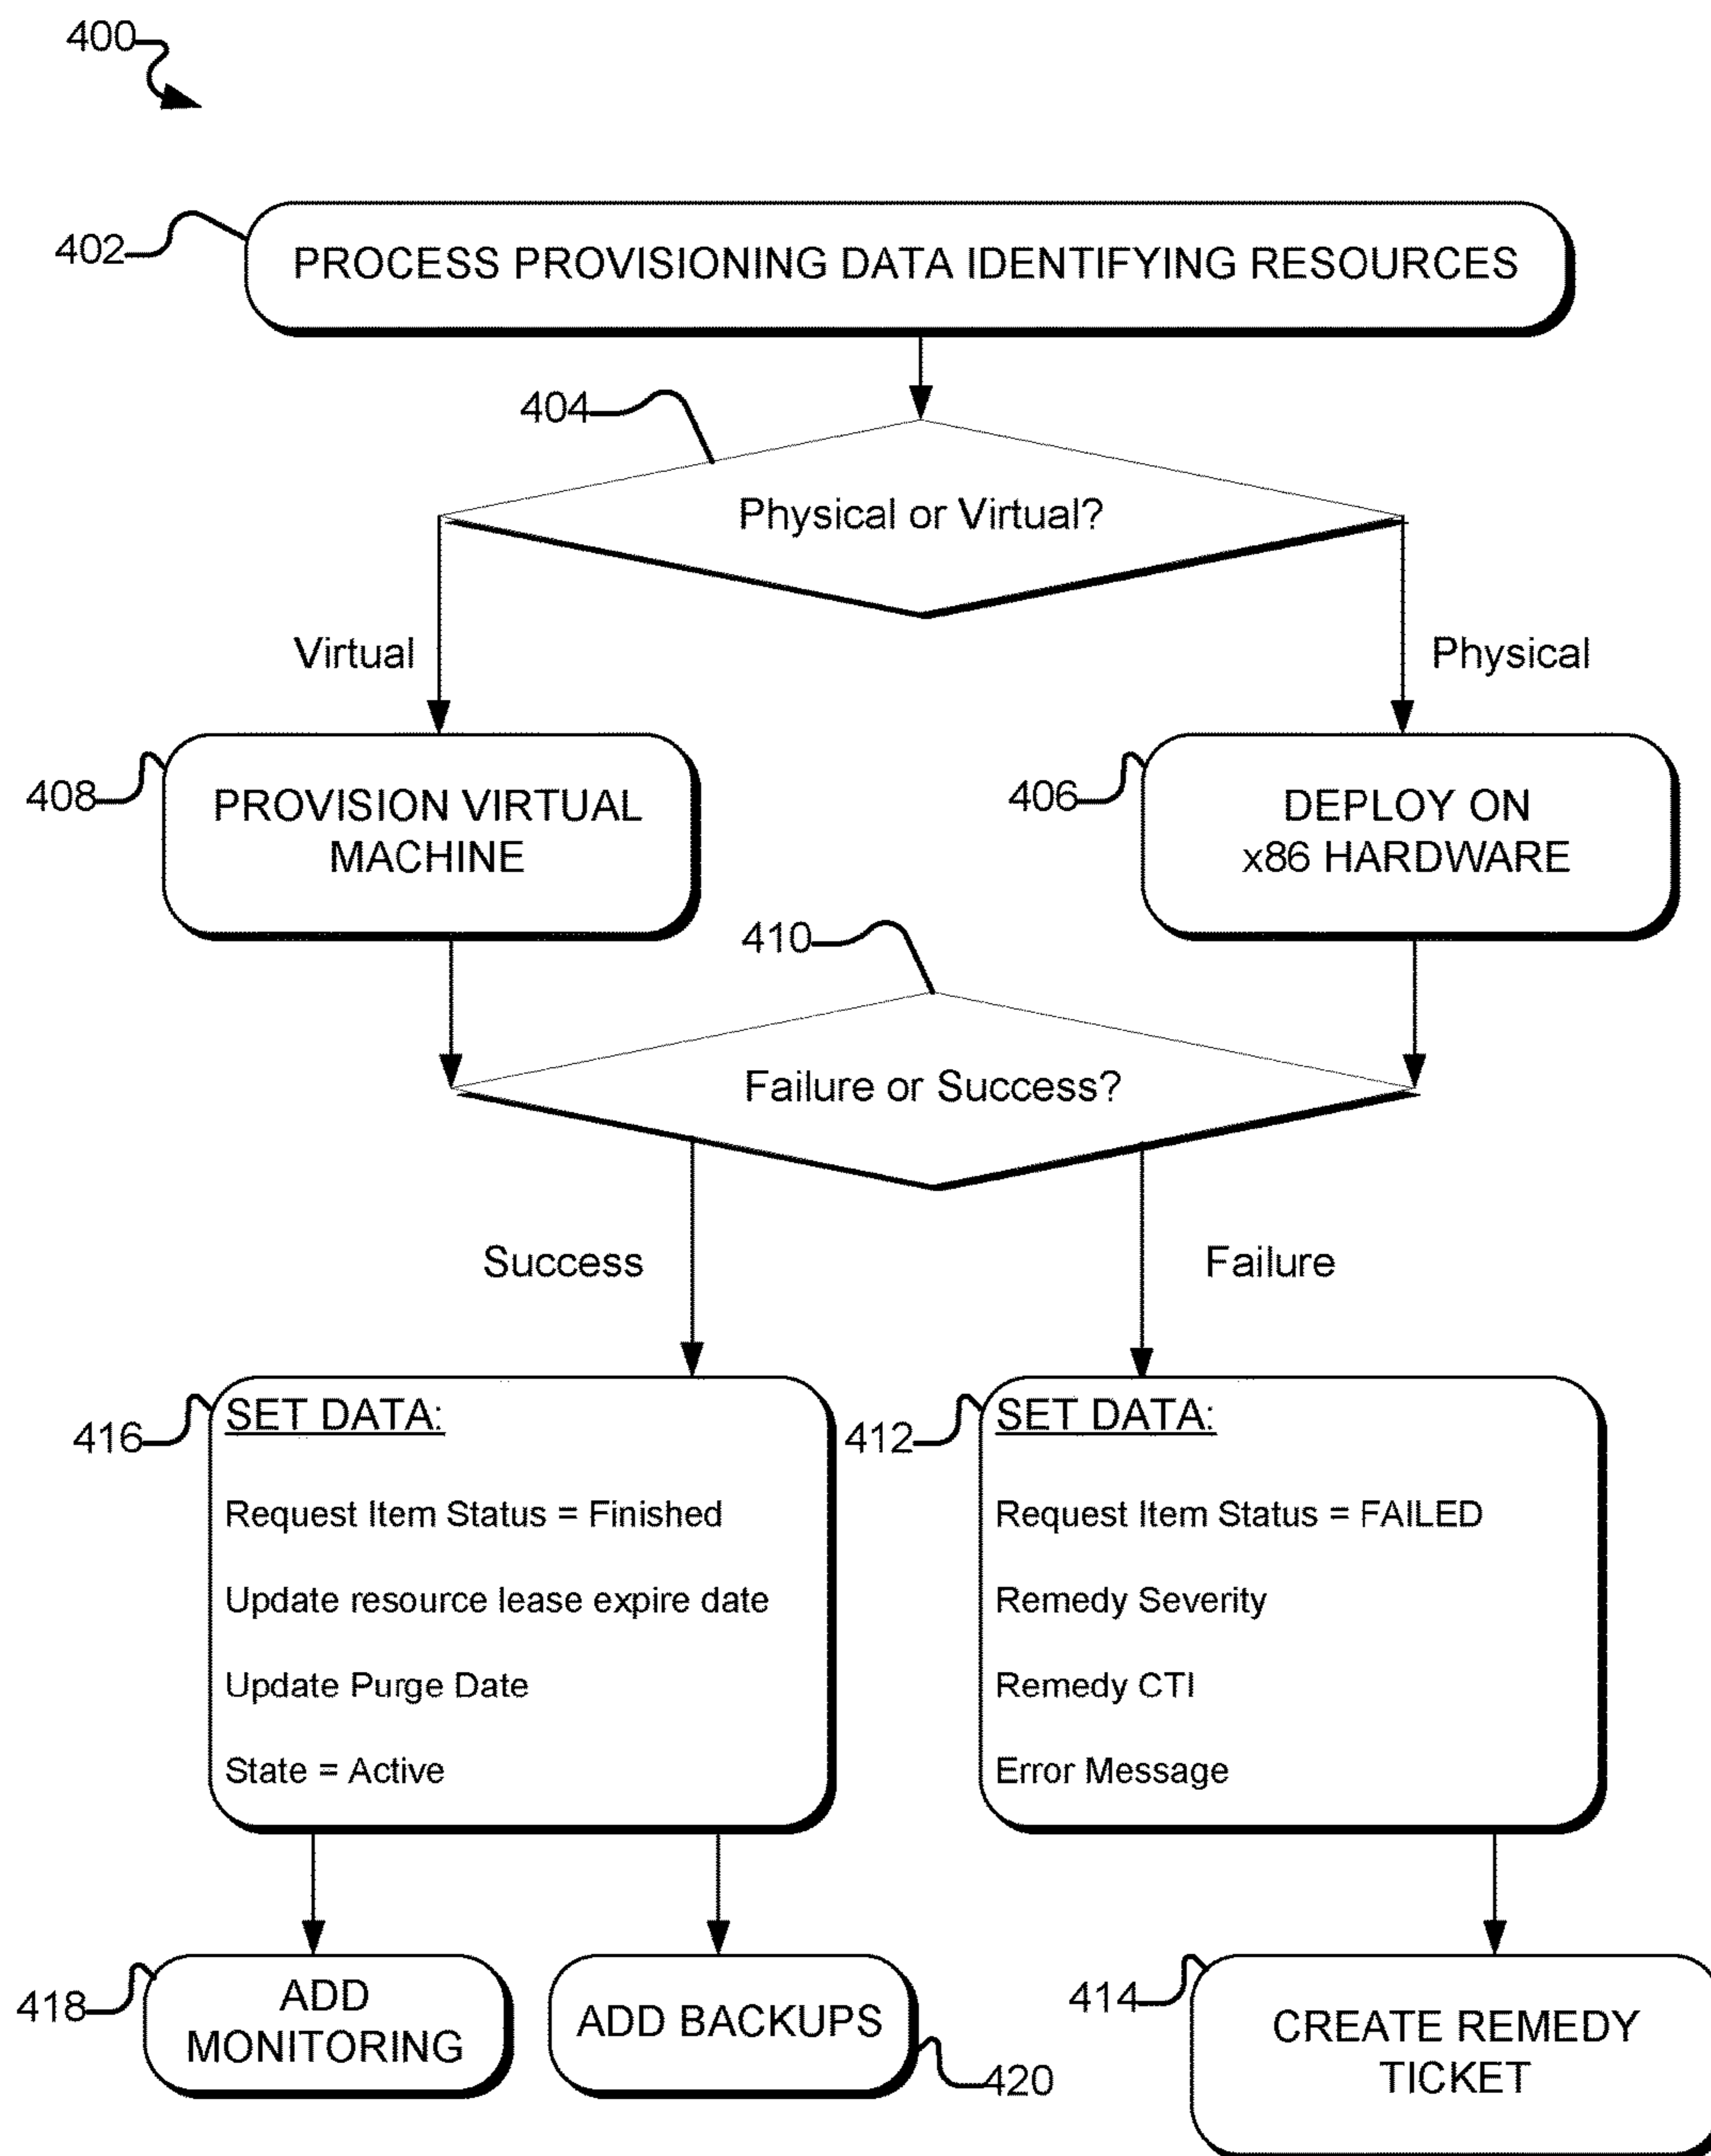 400
402
PROCESS PROVISIONING DATA IDENTIFYING RESOURCES
404
Physical or Virtual?
Virtual
Physical
408
PROVISION VIRTUAL
MACHINE
406
DEPLOY ON
x86 HARDWARE
410
Failure or Success?
Success
Failure
416
SET DATA:
Request Item Status = Finished
Update resource lease expire date
Update Purge Date
State = Active
412
SET DATA:
Request Item Status = FAILED
Remedy Severity
Remedy CTI
Error Message
418
ADD
MONITORING
ADD BACKUPS
420
414
CREATE REMEDY
TICKET